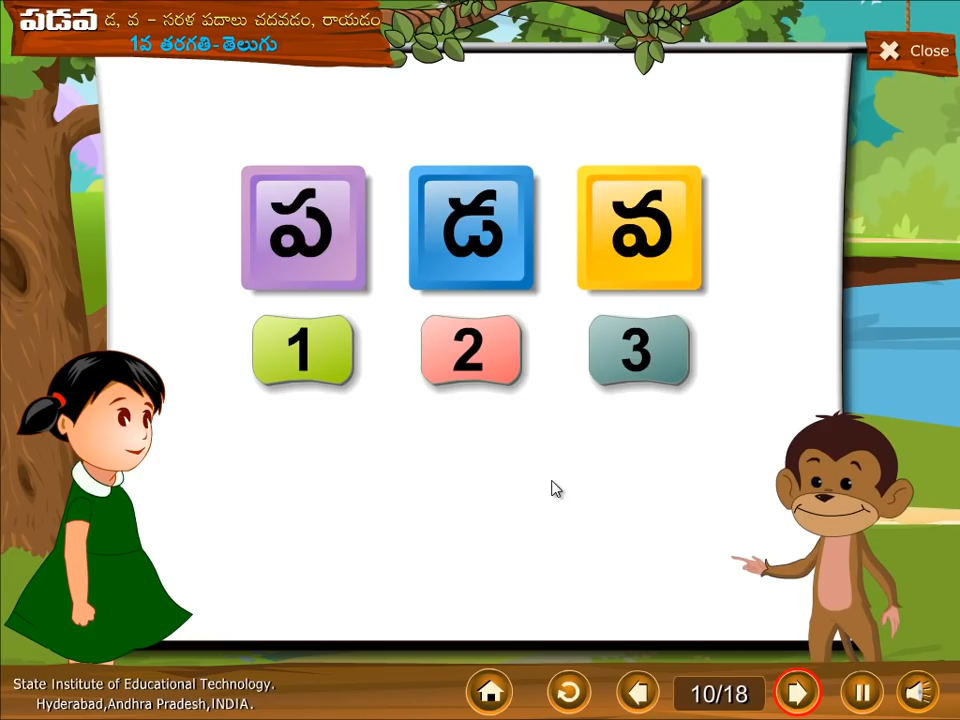 పడవ డ, వ – సరళ పదాలు చదవడం, రాయడం
1వ తరగతి-తెలుగు
Close
ప డ వ
1 2 3
State Institute of Educational Technology.
Hyderabad,Andhra Pradesh,INDIA.
10/18